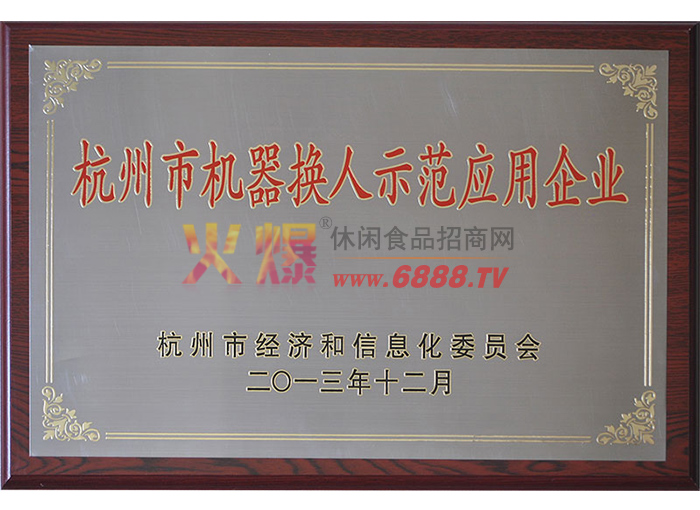 杭州市机器换人示范应用企业
火爆®休闲食品招商网
www.6888.TV
杭州市经济和信息化委员会
二〇一三年十二月